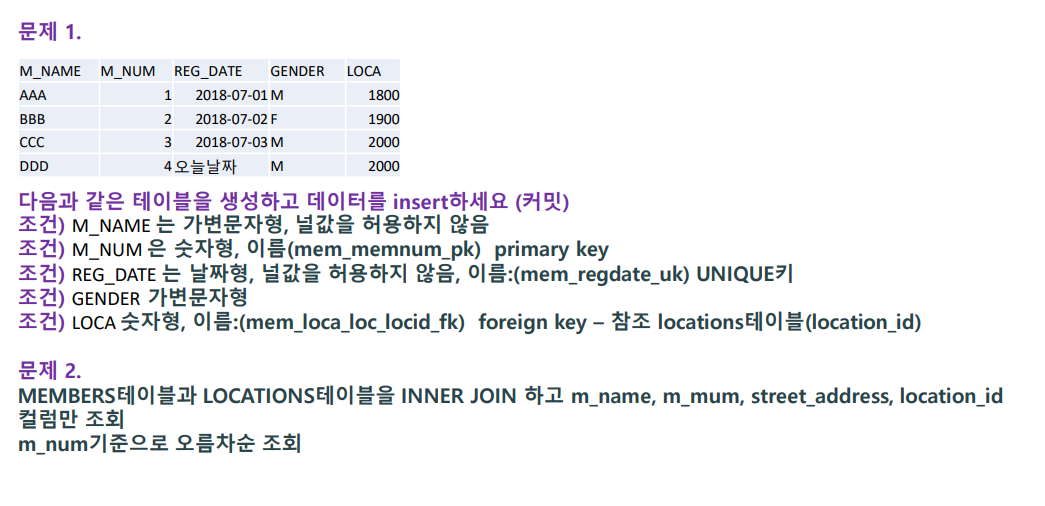 문제 1.
M_NAME M_NUM REG_DATE GENDER LOCA
AAA 1 2018-07-01 M 1800
BBB 2 2018-07-02 F 1900
CCC 3 2018-07-03 M 2000
DDD 4 오늘날짜 M 2000
다음과 같은 테이블을 생성하고 데이터를 insert하세요 (커밋)
조건) M_NAME 는 가변문자형, 널값을 허용하지 않음
조건) M_NUM 은 숫자형, 이름(mem_memnum_pk) primary key
조건) REG_DATE 는 날짜형, 널값을 허용하지 않음, 이름:(mem_regdate_uk) UNIQUE키
조건) GENDER 가변문자형
조건) LOCA 숫자형, 이름:(mem_loca_loc_locid_fk) foreign key – 참조 locations테이블(location_id)
문제 2.
MEMBERS테이블과 LOCATIONS테이블을 INNER JOIN 하고 m_name, m_mum, street_address, location_id
컬럼만 조회
m_num기준으로 오름차순 조회